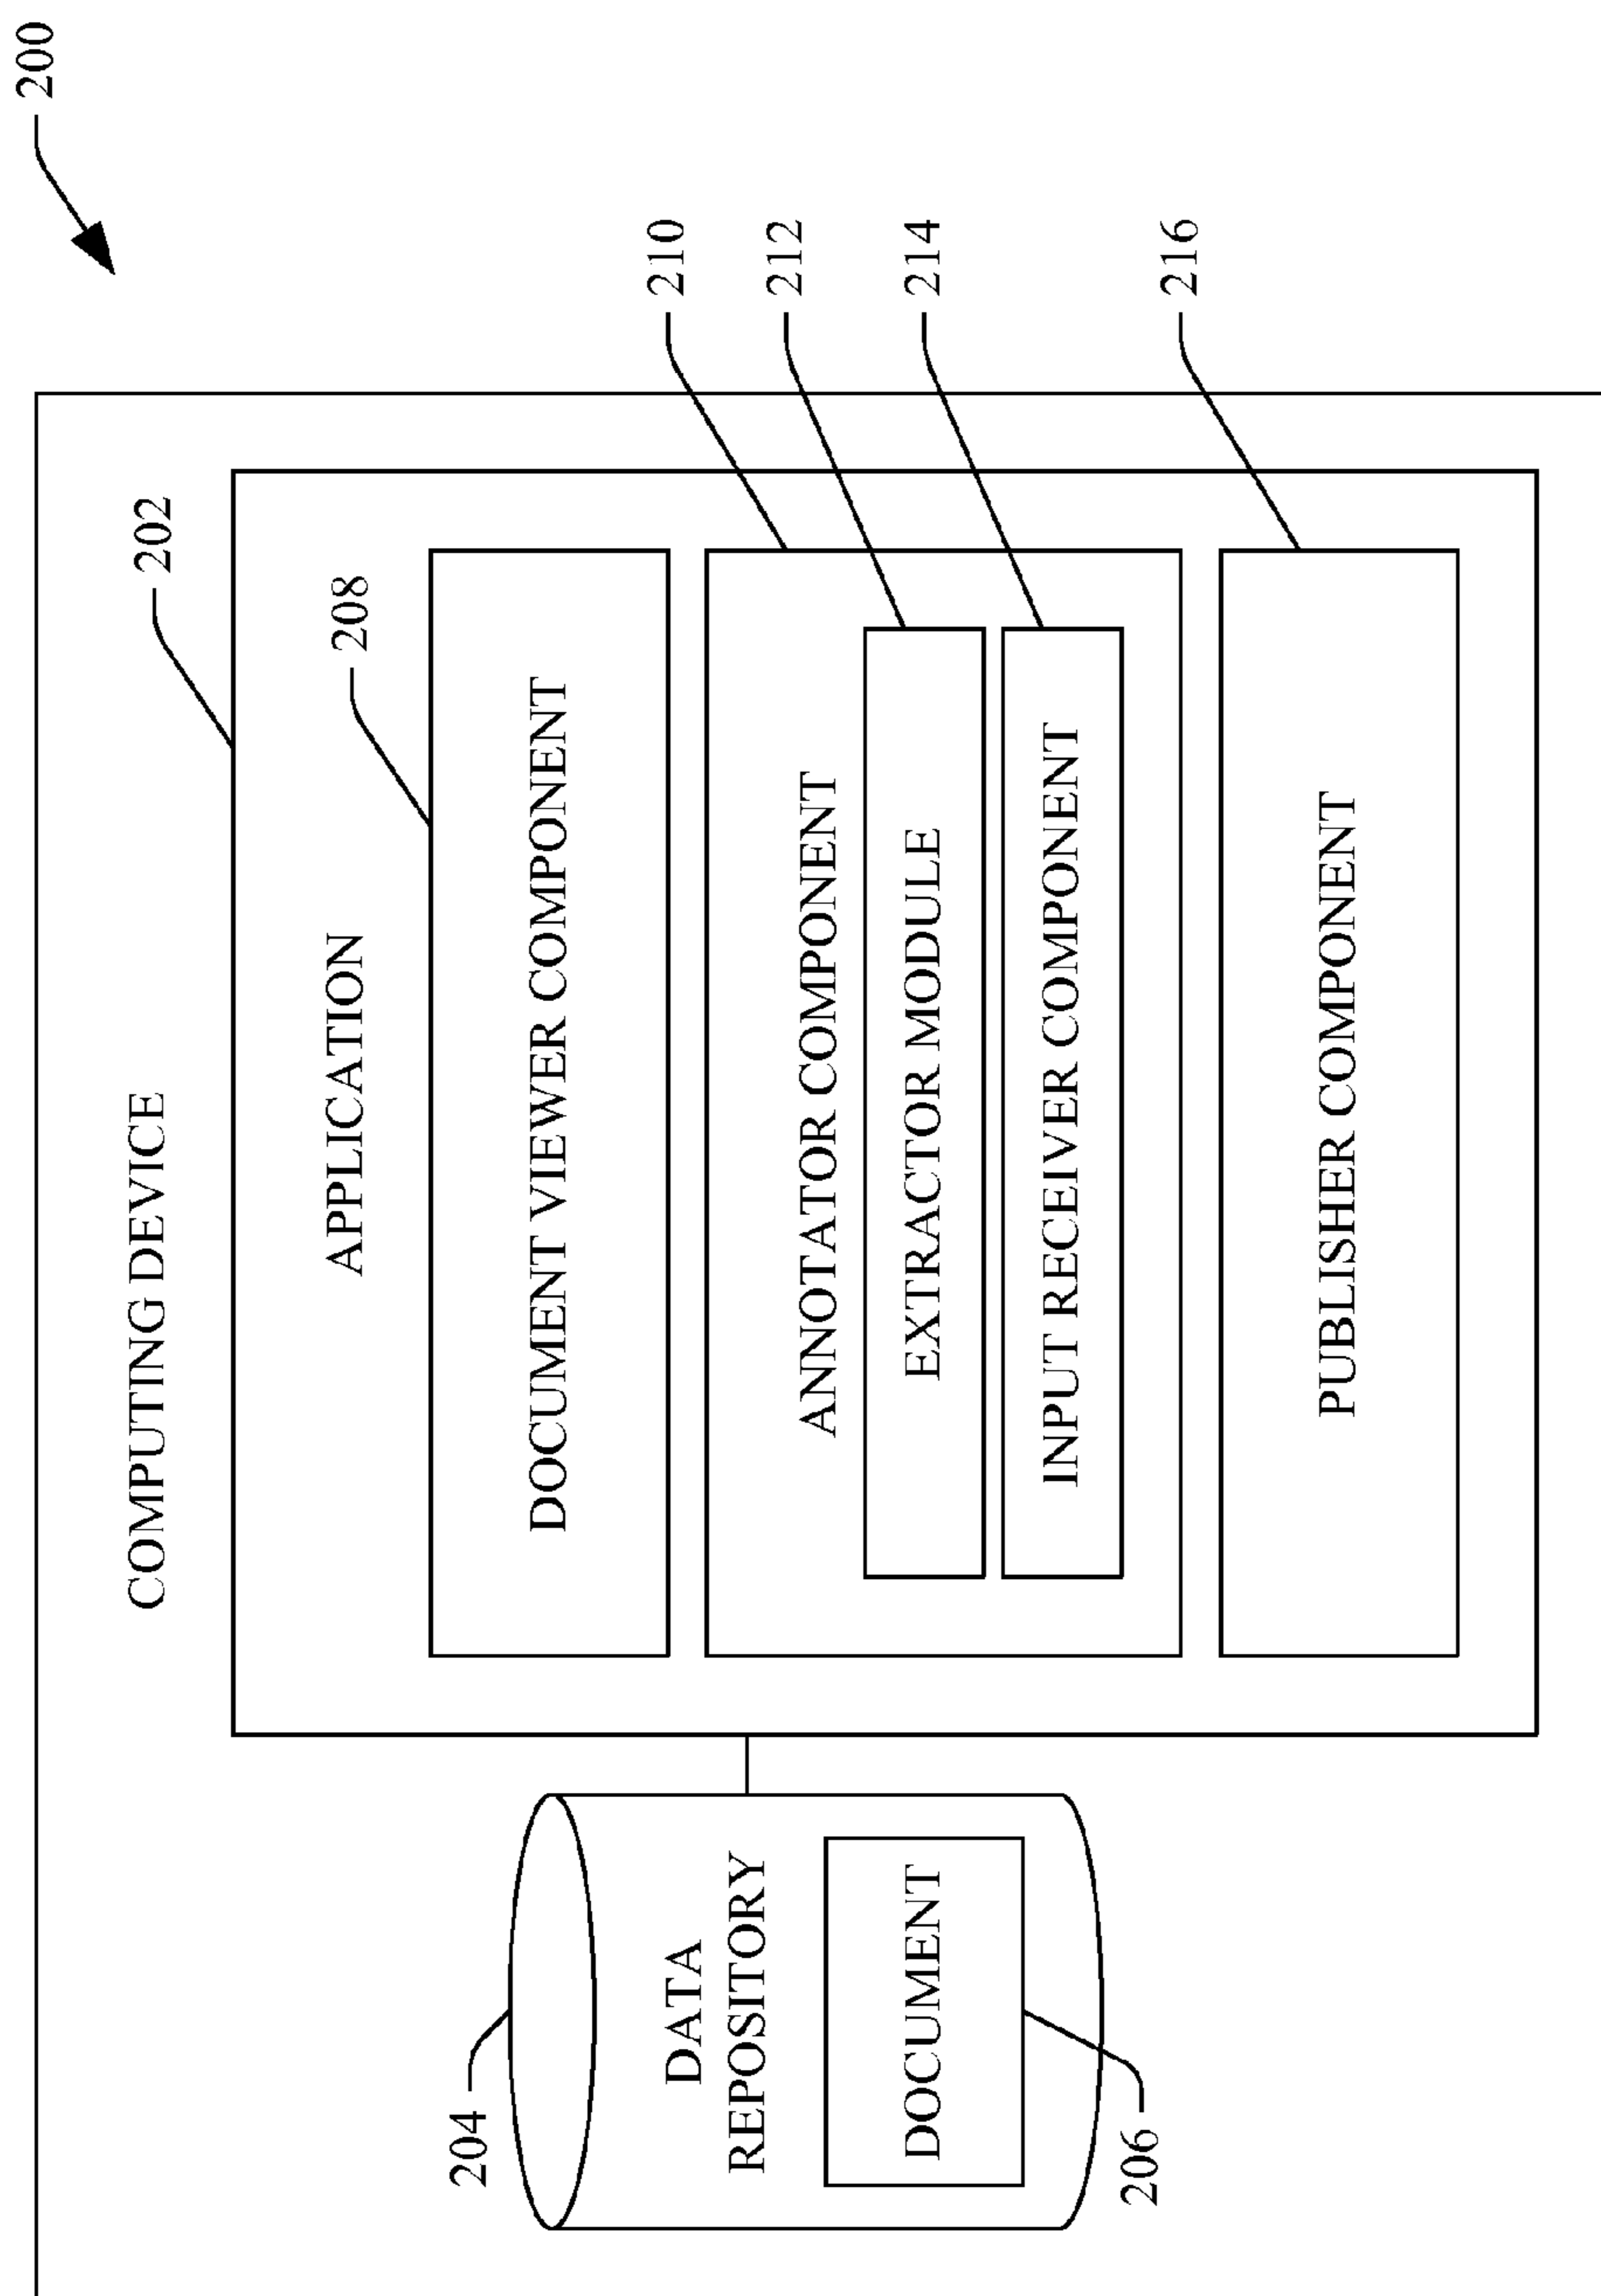 200
COMPUTING DEVICE
202
APPLICATION
208
DOCUMENT VIEWER COMPONENT
204
DATA
REPOSITORY
210
ANNOTATOR COMPONENT
212
EXTRACTOR MODULE
DOCUMENT
214
INPUT RECEIVER COMPONENT
206
216
PUBLISHER COMPONENT